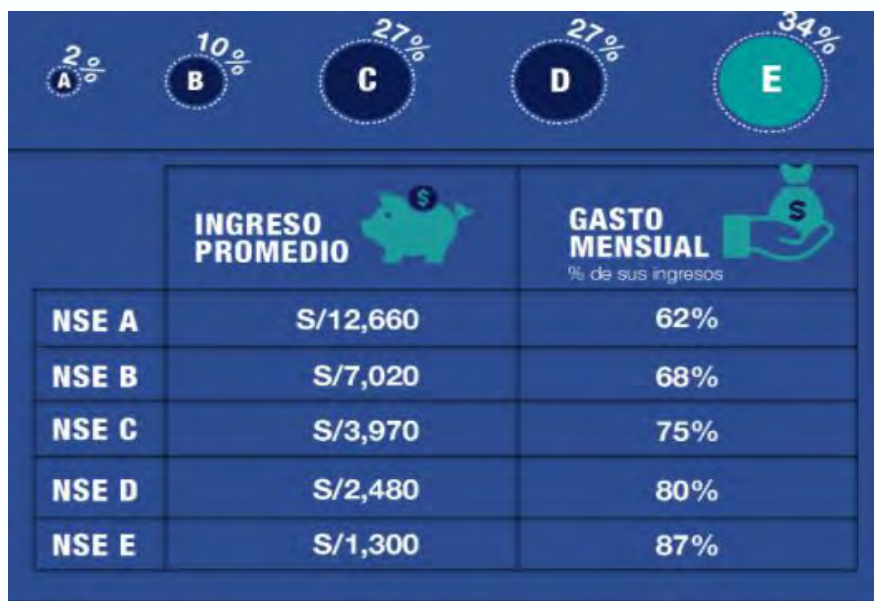 2% 10% 27% 27% 34%
A B C D E
$ $
INGRESO GASTO
PROMEDIO MENSUAL
% de sus ingresos
NSE A S/12,660 62%
NSE B S/7,020 68%
NSE C S/3,970 75%
NSE D S/2,480 80%
NSE E S/1,300 87%